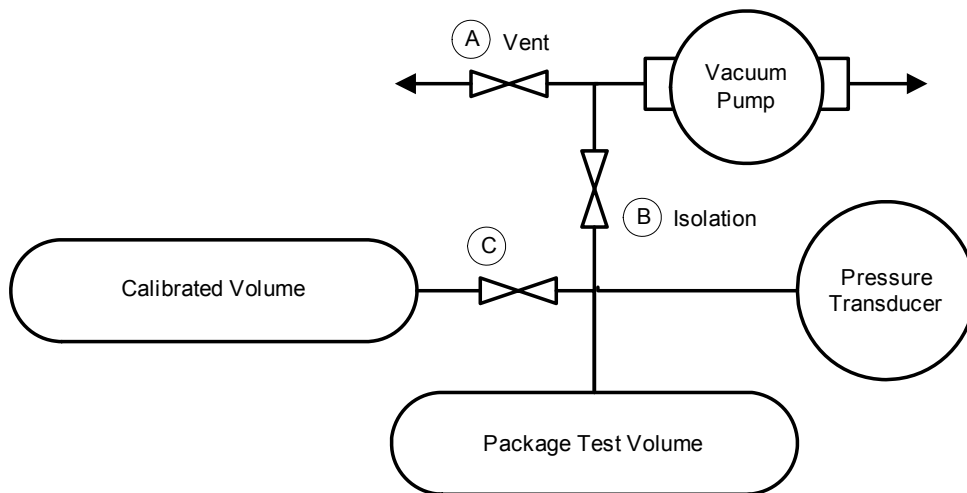 A Vent
Vacuum
Pump
B Isolation
C
Calibrated Volume
Pressure
Transducer
Package Test Volume